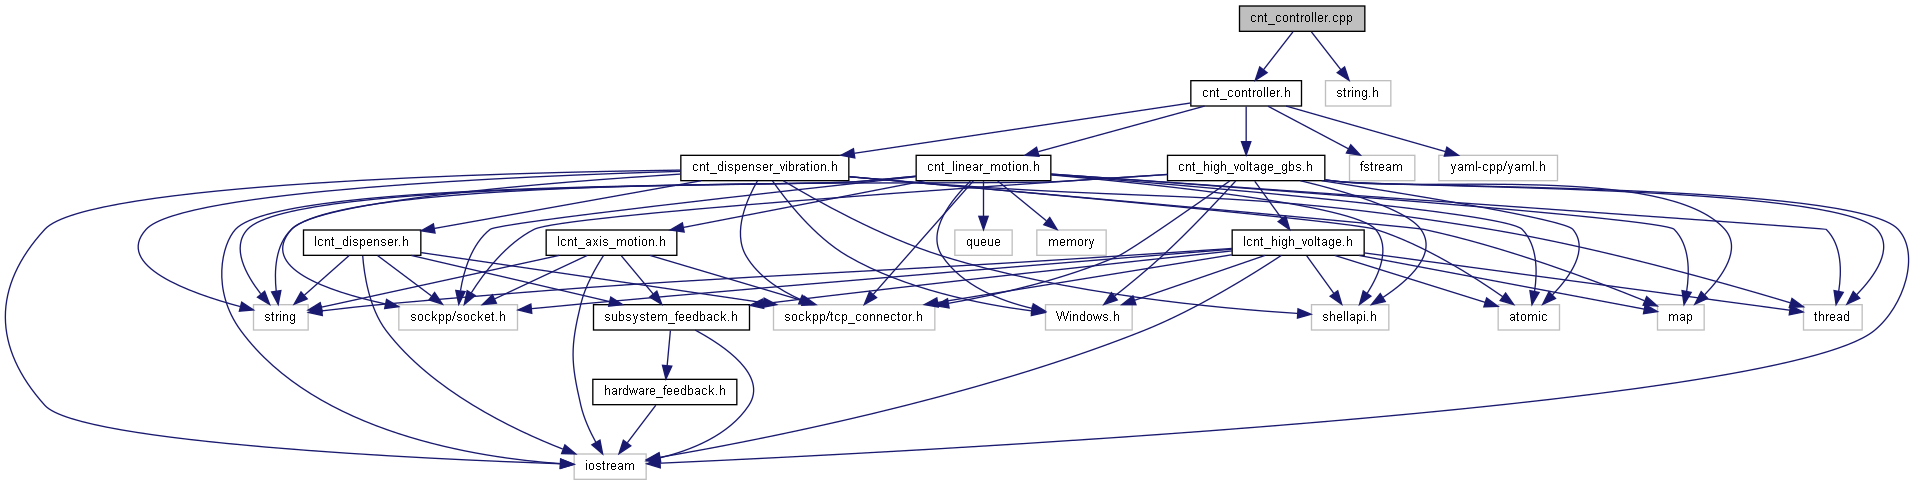 cnt_controller.cpp
cnt_controller.h
string.h
cnt_dispenser_vibration.h
cnt_linear_motion.h
cnt_high_voltage_gbs.h
fstream
yaml-cpp/yaml.h
lcnt_dispenser.h
lcnt_axis_motion.h
queue
memory
lcnt_high_voltage.h
string
sockpp/socket.h
subsystem_feedback.h
sockpp/tcp_connector.h
Windows.h
shellapi.h
atomic
map
thread
hardware_feedback.h
iostream